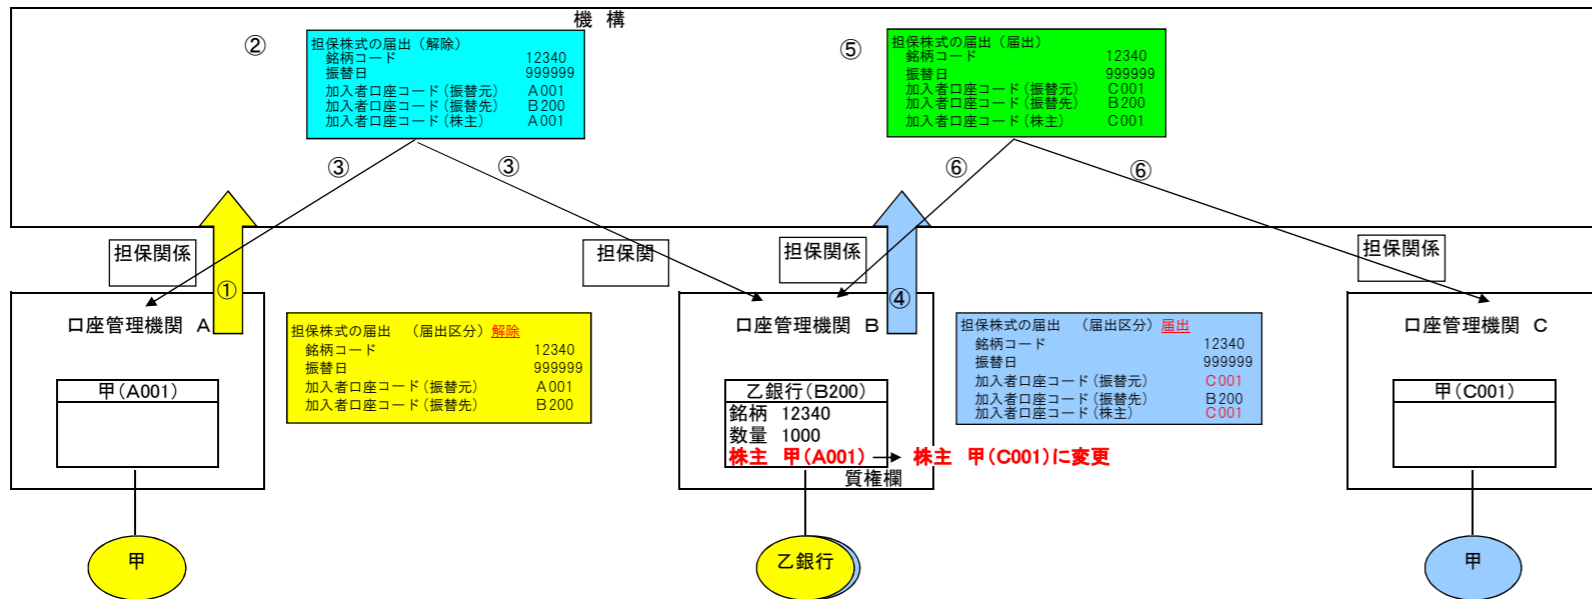 機 構
②
担保株式の届出（解除）
銘柄コード 12340
振替日 999999
加入者口座コード（振替元） A001
加入者口座コード（振替先） B200
加入者口座コード（株主） A001
⑤
担保株式の届出（届出）
銘柄コード 12340
振替日 999999
加入者口座コード（振替元） C001
加入者口座コード（振替先） B200
加入者口座コード（株主） C001
③
③
⑥
⑥
担保関係
担保関
担保関係
担保関係
①
④
口座管理機関 A
口座管理機関 B
口座管理機関 C
担保株式の届出 （届出区分）解除
銘柄コード 12340
振替日 999999
加入者口座コード（振替元） A001
加入者口座コード（振替先） B200
担保株式の届出 （届出区分）届出
銘柄コード 12340
振替日 999999
加入者口座コード（振替元） C001
加入者口座コード（振替先） B200
加入者口座コード（株主） C001
甲（A001）
乙銀行（B200）
銘柄 12340
数量 1000
株主 甲（A001） → 株主 甲（C001）に変更
質権欄
甲（C001）
甲
乙銀行
甲